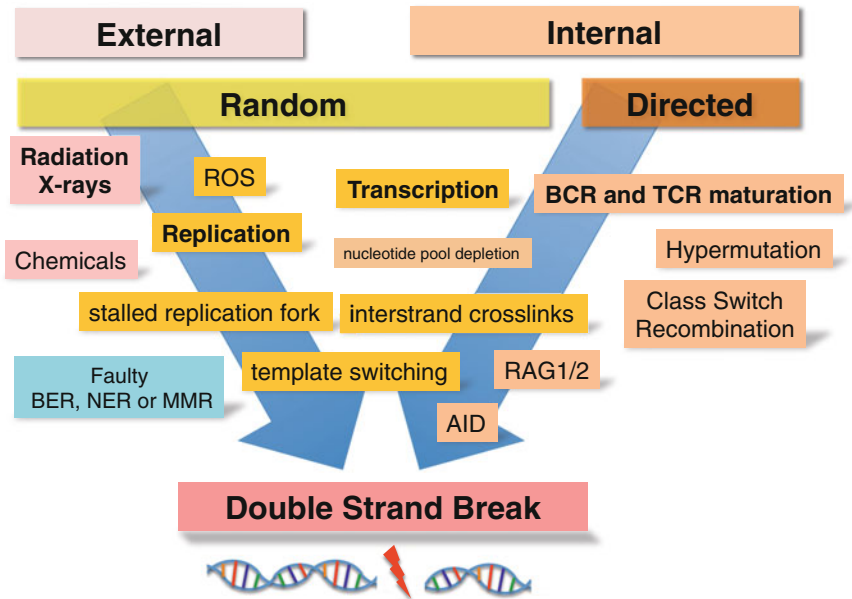 External
Internal
Random
Directed
Radiation
X-rays
ROS
Transcription
BCR and TCR maturation
Replication
Chemicals
nucleotide pool depletion
Hypermutation
stalled replication fork
interstrand crosslinks
Class Switch
Recombination
Faulty
BER, NER or MMR
template switching
RAG1/2
AID
Double Strand Break